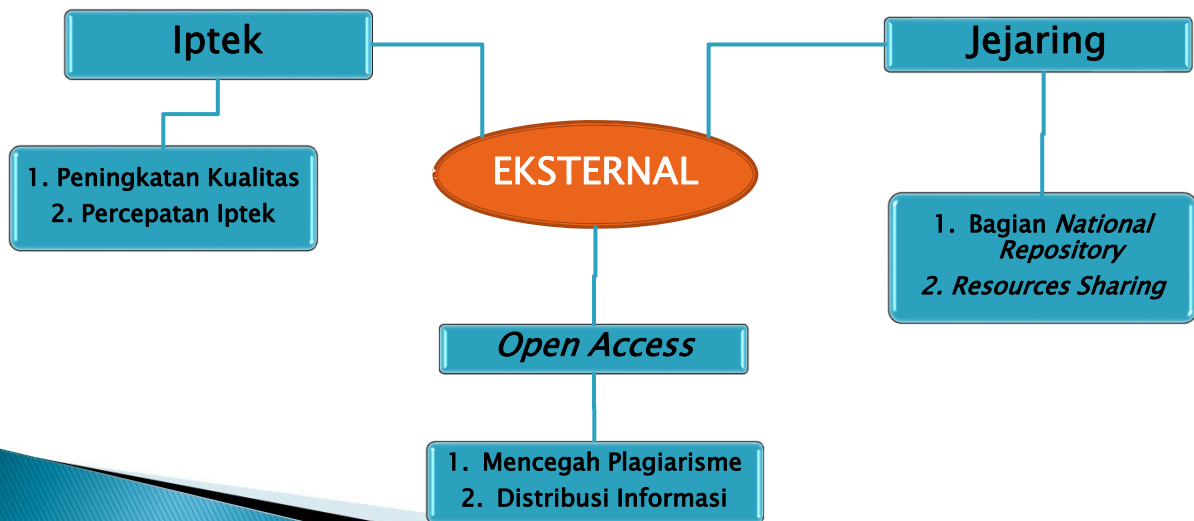 Iptek
Jejaring
1. Peningkatan Kualitas
2. Percepatan Iptek
EKSTERNAL
1. Bagian National
Repository
2. Resources Sharing
Open Access
1. Mencegah Plagiarisme
2. Distribusi Informasi